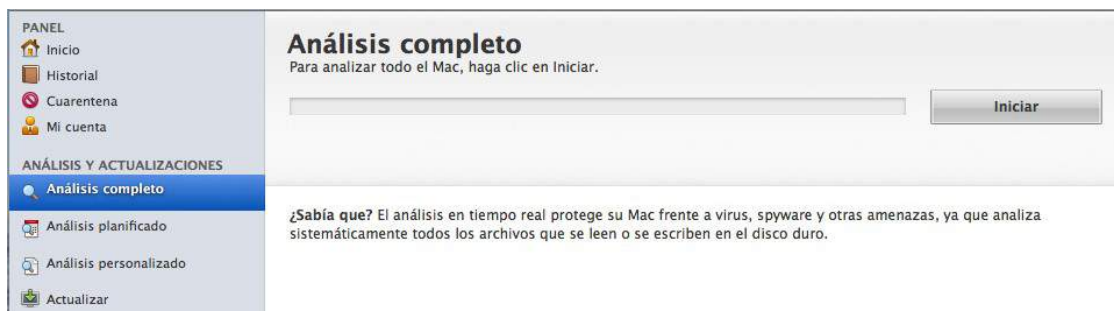 PANEL
Inicio
Historial
Cuarentena
Mi cuenta
ANÁLISIS Y ACTUALIZACIONES
Análisis completo
Análisis planificado
Análisis personalizado
Actualizar
Análisis completo
Para analizar todo el Mac, haga clic en Iniciar.
Iniciar
¿Sabía que? El análisis en tiempo real protege su Mac frente a virus, spyware y otras amenazas, ya que analiza
sistemáticamente todos los archivos que se leen o se escriben en el disco duro.